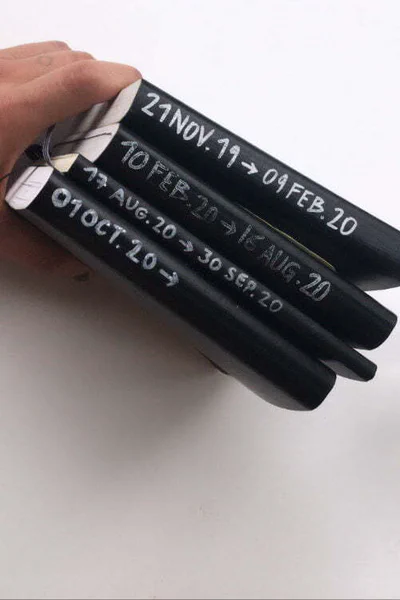 21 NOV. 19 → 09 FEB. 20
10 FEB. 20 → 16 AUG. 20
17 AUG. 20 → 30 SEP. 20
01 OCT. 20 →